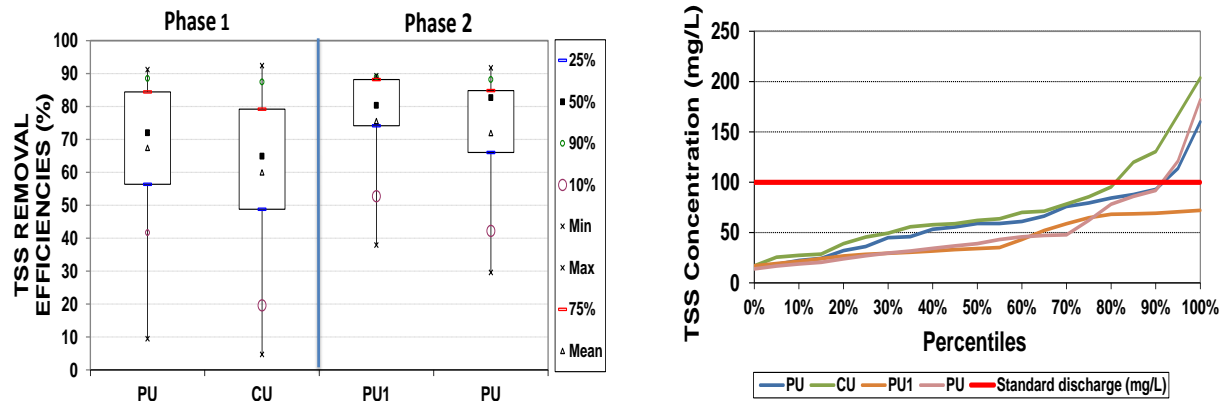 Phase 1
Phase 2
TSS REMOVAL
EFFICIENCIES (%)
100
90
80
70
60
50
40
30
20
10
0
PU
CU
PU1
PU
25%
50%
90%
10%
Min
Max
75%
Mean
TSS Concentration (mg/L)
250
200
150
100
50
0
0% 10% 20% 30% 40% 50% 60% 70% 80% 90% 100%
Percentiles
PU CU PU1 PU Standard discharge (mg/L)